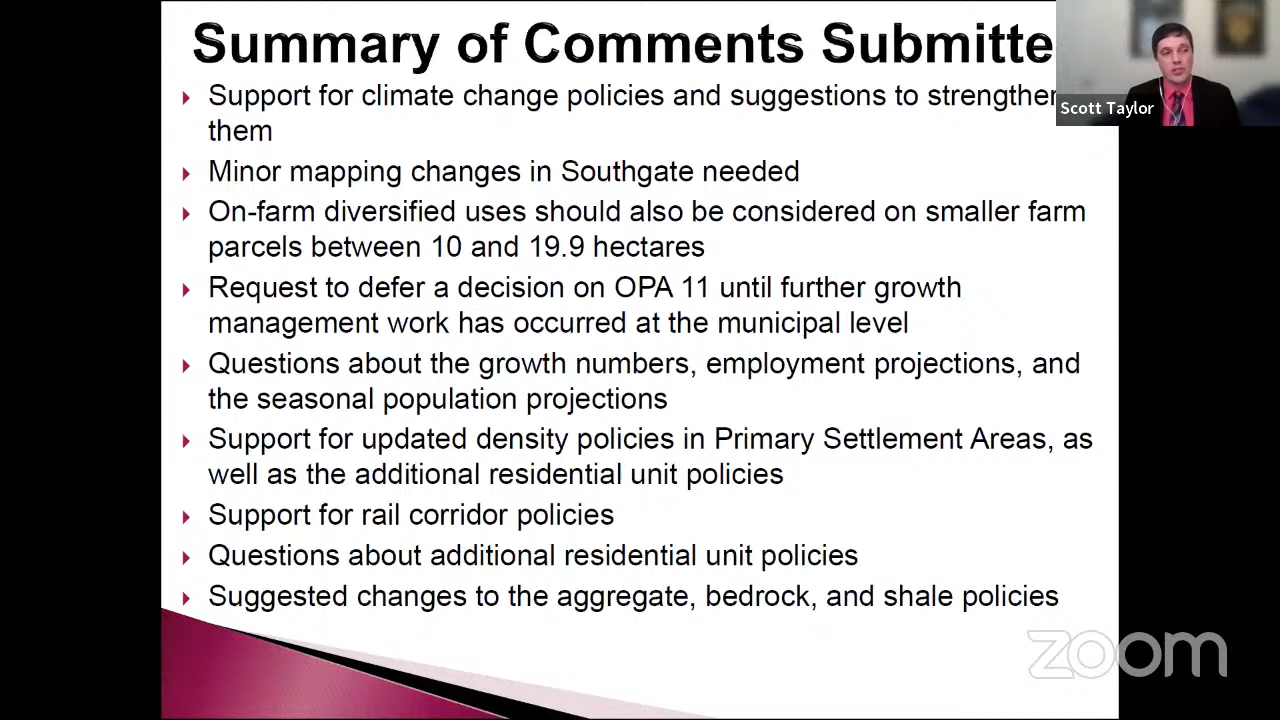 Summary of Comments Submitte
Support for climate change policies and suggestions to strengthen
them
Minor mapping changes in Southgate needed
On-farm diversified uses should also be considered on smaller farm
parcels between 10 and 19.9 hectares
Request to defer a decision on OPA 11 until further growth
management work has occurred at the municipal level
Questions about the growth numbers, employment projections, and
the seasonal population projections
Support for updated density policies in Primary Settlement Areas, as
well as the additional residential unit policies
Support for rail corridor policies
Questions about additional residential unit policies
Suggested changes to the aggregate, bedrock, and shale policies
Scott Taylor
zoom